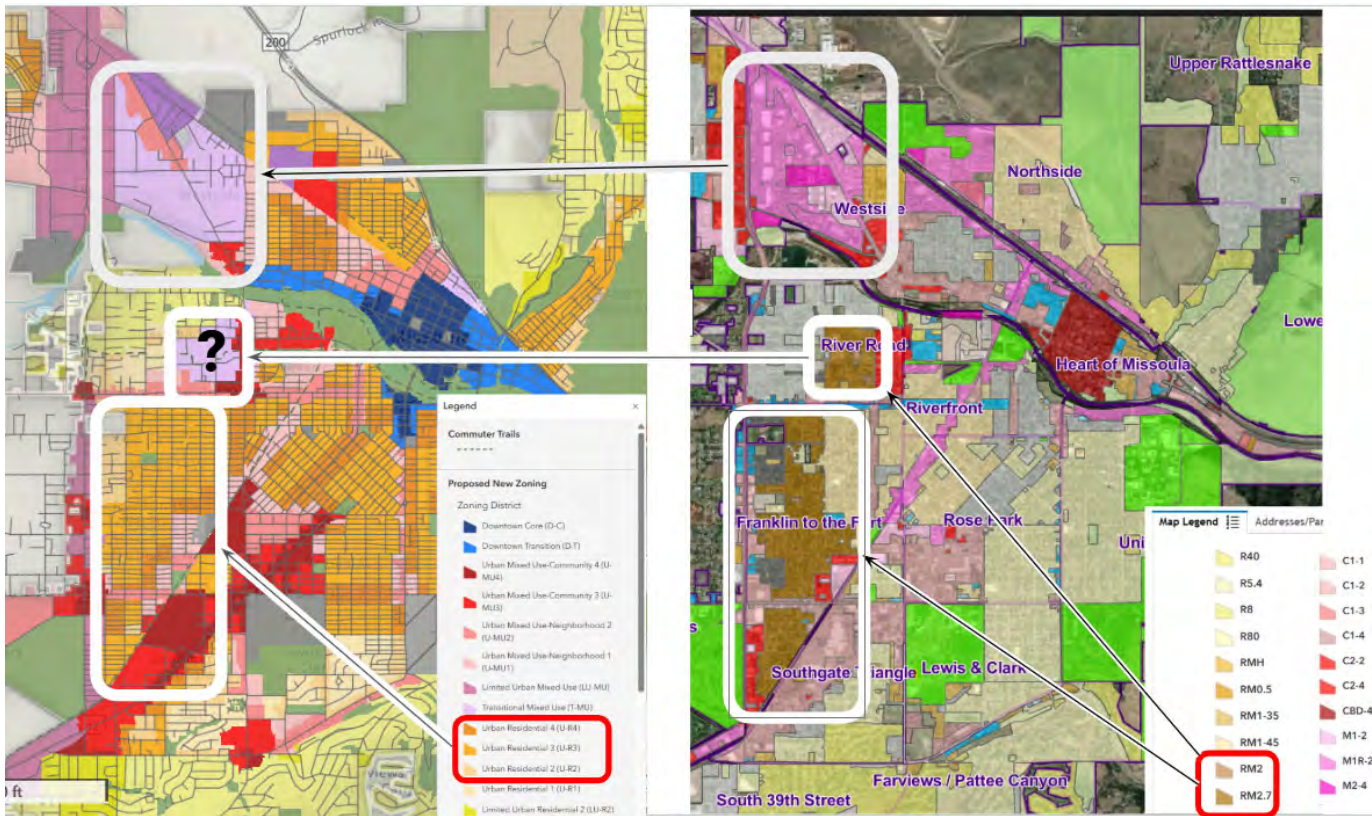 200
Spurlock R
?
0 ft
Legend ×
Commuter Trails
Proposed New Zoning
Zoning District
Downtown Core (D-C)
Downtown Transition (D-T)
Urban Mixed Use-Community 4 (U-
MU4)
Urban Mixed Use-Community 3 (U-
MU3)
Urban Mixed Use-Neighborhood 2
(U-MU2)
Urban Mixed Use-Neighborhood 1
(U-MU1)
Limited Urban Mixed-Use (LU-MU)
Transitional Mixed Use (T-MU)
Urban Residential 4 (U-R4)
Urban Residential 3 (U-R3)
Urban Residential 2 (U-R2)
Urban Residential 1 (U-R1)
Limited Urban Residential 2 (LU-R2)
Upper Rattlesnake
Northside
Westside
Lowe
River Road
Heart of Missoula
Riverfront
Franklin to the Fort
Rose Park
Uni
s
Southgate Triangle
Lewis & Clark
Farviews / Pattee Canyon
South 39th Street
Map Legend Addresses/Par
R40
R5.4
R8
R80
RMH
RM0.5
RM1-35
RM1-45
RM2
RM2.7
C1-1
C1-2
C1-3
C1-4
C2-2
C2-4
CBD-4
M1-2
M1R-2
M2-4